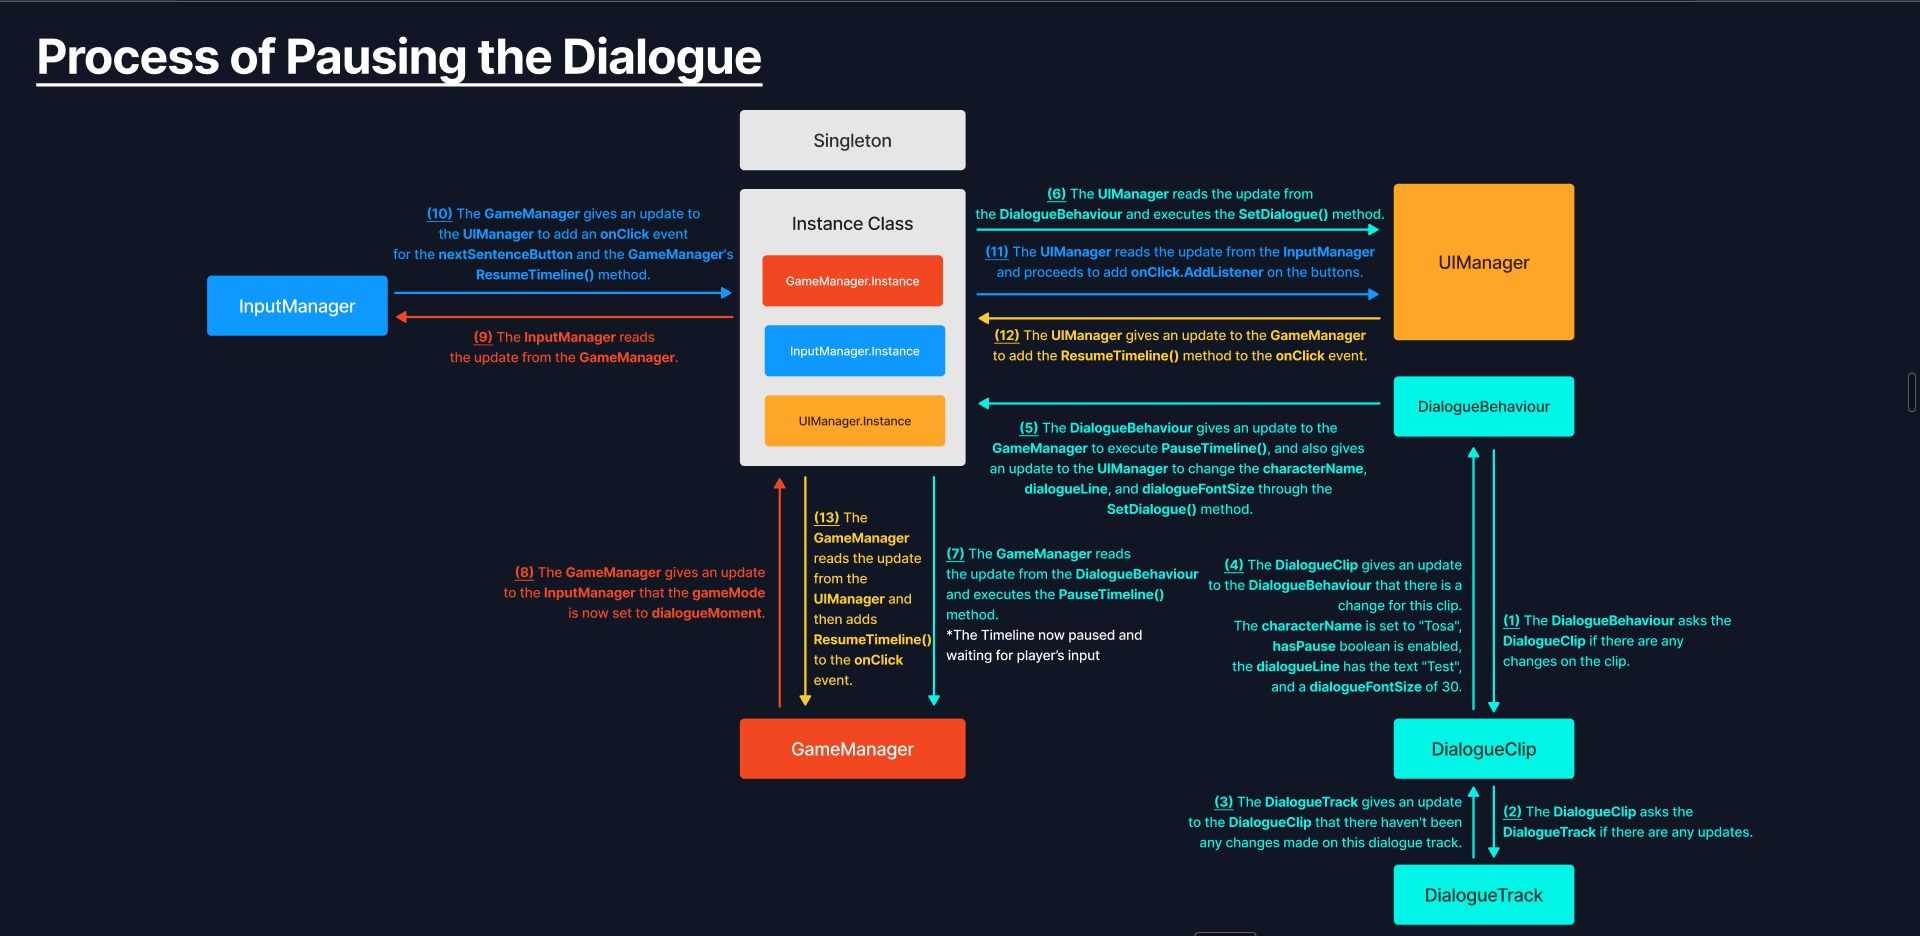 Process of Pausing the Dialogue
Singleton
Instance Class
GameManager.Instance
InputManager.Instance
UIManager.Instance
InputManager
(10) The GameManager gives an update to
the UIManager to add an onClick event
for the nextSentenceButton and the GameManager's
ResumeTimeline() method.
(9) The InputManager reads
the update from the GameManager.
(6) The UIManager reads the update from
the DialogueBehaviour and executes the SetDialogue() method.
(11) The UIManager reads the update from the InputManager
and proceeds to add onClick.AddListener on the buttons.
(12) The UIManager gives an update to the GameManager
to add the ResumeTimeline() method to the onClick event.
UIManager
DialogueBehaviour
(5) The DialogueBehaviour gives an update to the
GameManager to execute PauseTimeline(), and also gives
an update to the UIManager to change the characterName,
dialogueLine, and dialogueFontSize through the
SetDialogue() method.
(8) The GameManager gives an update
to the InputManager that the gameMode
is now set to dialogueMoment.
(13) The
GameManager
reads the update
from the
UIManager and
then adds
ResumeTimeline()
to the onClick
event.
(7) The GameManager reads
the update from the DialogueBehaviour
and executes the PauseTimeline()
method.
*The Timeline now paused and
waiting for player's input
(4) The DialogueClip gives an update
to the DialogueBehaviour that there is a
change for this clip.
The characterName is set to "Tosa",
hasPause boolean is enabled,
the dialogueLine has the text "Test",
and a dialogueFontSize of 30.
(1) The DialogueBehaviour asks the
DialogueClip if there are any
changes on the clip.
GameManager
DialogueClip
(3) The DialogueTrack gives an update
to the DialogueClip that there haven't been
any changes made on this dialogue track.
(2) The DialogueClip asks the
DialogueTrack if there are any updates.
DialogueTrack